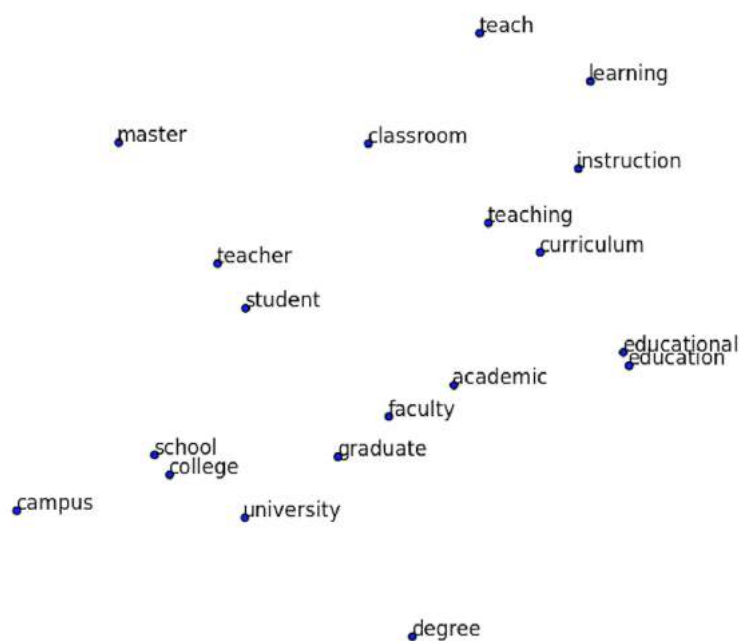 teach
learning
master
classroom
instruction
teaching
curriculum
teacher
student
educational
education
academic
faculty
school
graduate
college
campus
university
degree